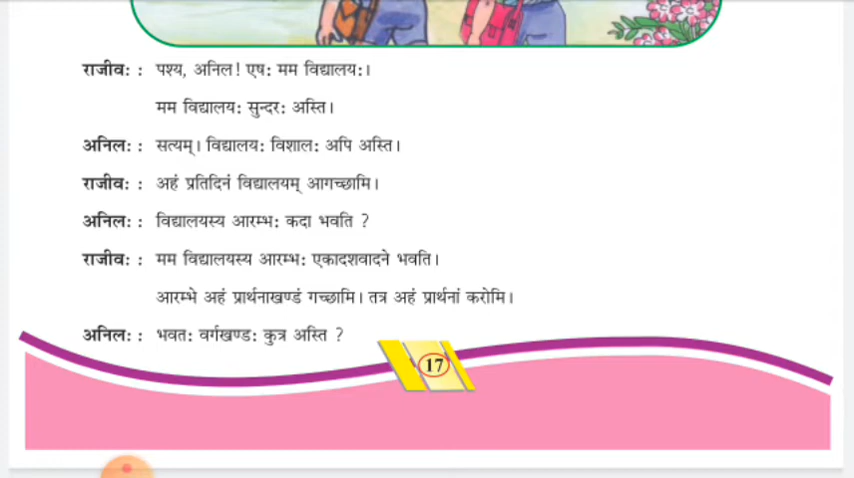 राजीवः : पश्य, अनिल! एषः मम विद्यालयः।
मम विद्यालयः सुन्दरः अस्ति।
अनिलः : सत्यम्। विद्यालयः विशालः अपि अस्ति।
राजीवः : अहं प्रतिदिनं विद्यालयम् आगच्छामि।
अनिलः : विद्यालयस्य आरम्भः कदा भवति ?
राजीवः : मम विद्यालयस्य आरम्भः एकादशवादने भवति।
आरम्भे अहं प्रार्थनाखण्डं गच्छामि। तत्र अहं प्रार्थनां करोमि।
अनिलः : भवतः वर्गखण्डः कुत्र अस्ति ?
17